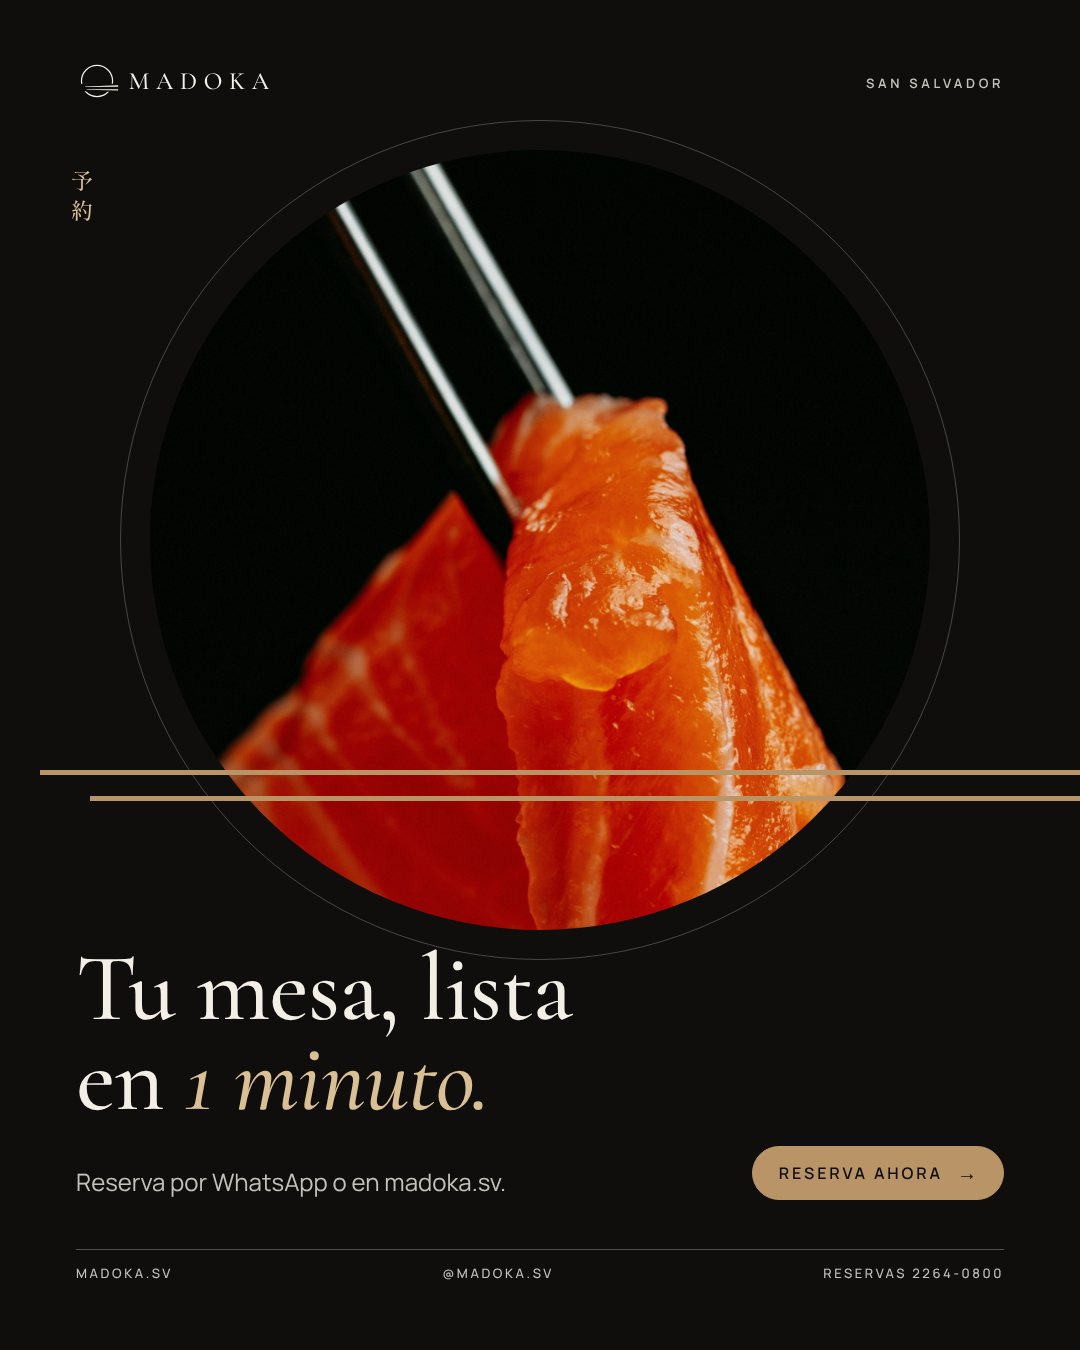 MADOKA
SAN SALVADOR
予約
Tu mesa, lista
en 1 minuto.
Reserva por WhatsApp o en madoka.sv.
RESERVA AHORA →
MADOKA.SV
@MADOKA.SV
RESERVAS 2264-0800